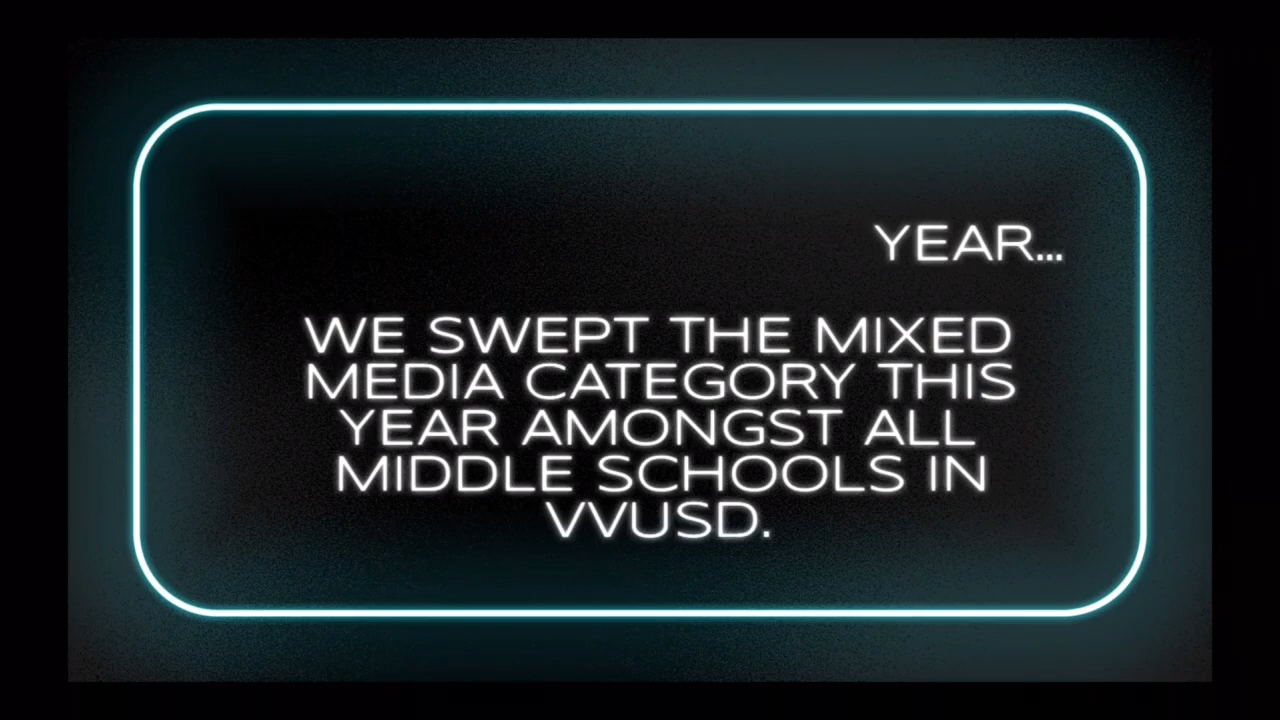 YEAR...
WE SWEPT THE MIXED
MEDIA CATEGORY THIS
YEAR AMONGST ALL
MIDDLE SCHOOLS IN
VVUSD.